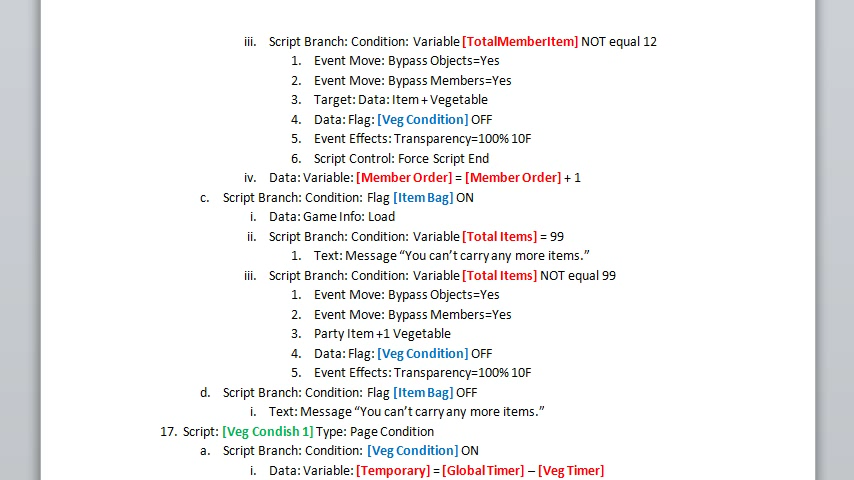 iii. Script Branch: Condition: Variable [TotalMemberItem] NOT equal 12
1. Event Move: Bypass Objects=Yes
2. Event Move: Bypass Members=Yes
3. Target: Data: Item + Vegetable
4. Data: Flag: [Veg Condition] OFF
5. Event Effects: Transparency=100% 10F
6. Script Control: Force Script End
iv. Data: Variable: [Member Order] = [Member Order] + 1
c. Script Branch: Condition: Flag [Item Bag] ON
i. Data: Game Info: Load
ii. Script Branch: Condition: Variable [Total Items] = 99
1. Text: Message “You can’t carry any more items.”
iii. Script Branch: Condition: Variable [Total Items] NOT equal 99
1. Event Move: Bypass Objects=Yes
2. Event Move: Bypass Members=Yes
3. Party Item +1 Vegetable
4. Data: Flag: [Veg Condition] OFF
5. Event Effects: Transparency=100% 10F
d. Script Branch: Condition: Flag [Item Bag] OFF
i. Text: Message “You can’t carry any more items.”
17. Script: [Veg Condish 1] Type: Page Condition
a. Script Branch: Condition: [Veg Condition] ON
i. Data: Variable: [Temporary] = [Global Timer] – [Veg Timer]